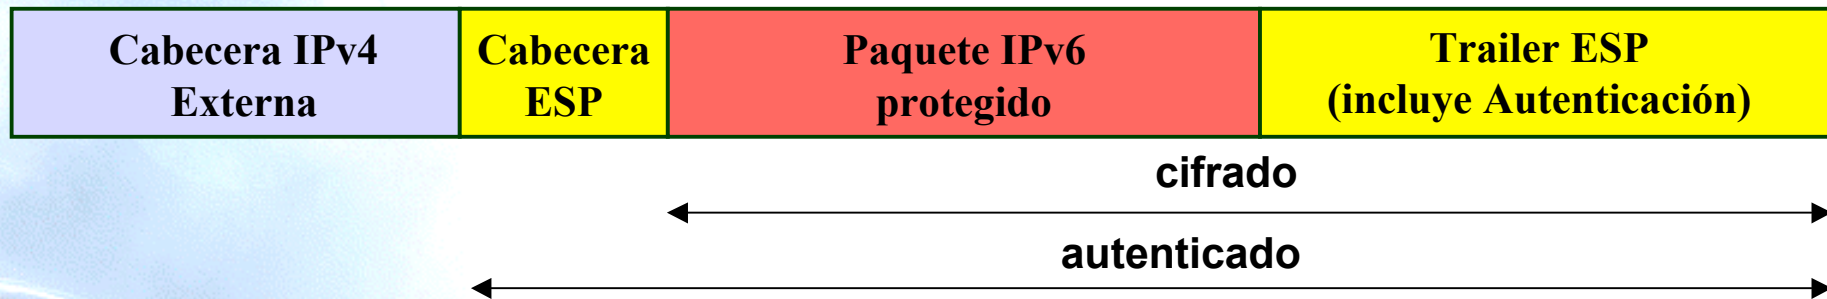 Cabecera IPv4
Externa
Cabecera
ESP
Paquete IPv6
protegido
Trailer ESP
(incluye Autenticación)
cifrado
autenticado